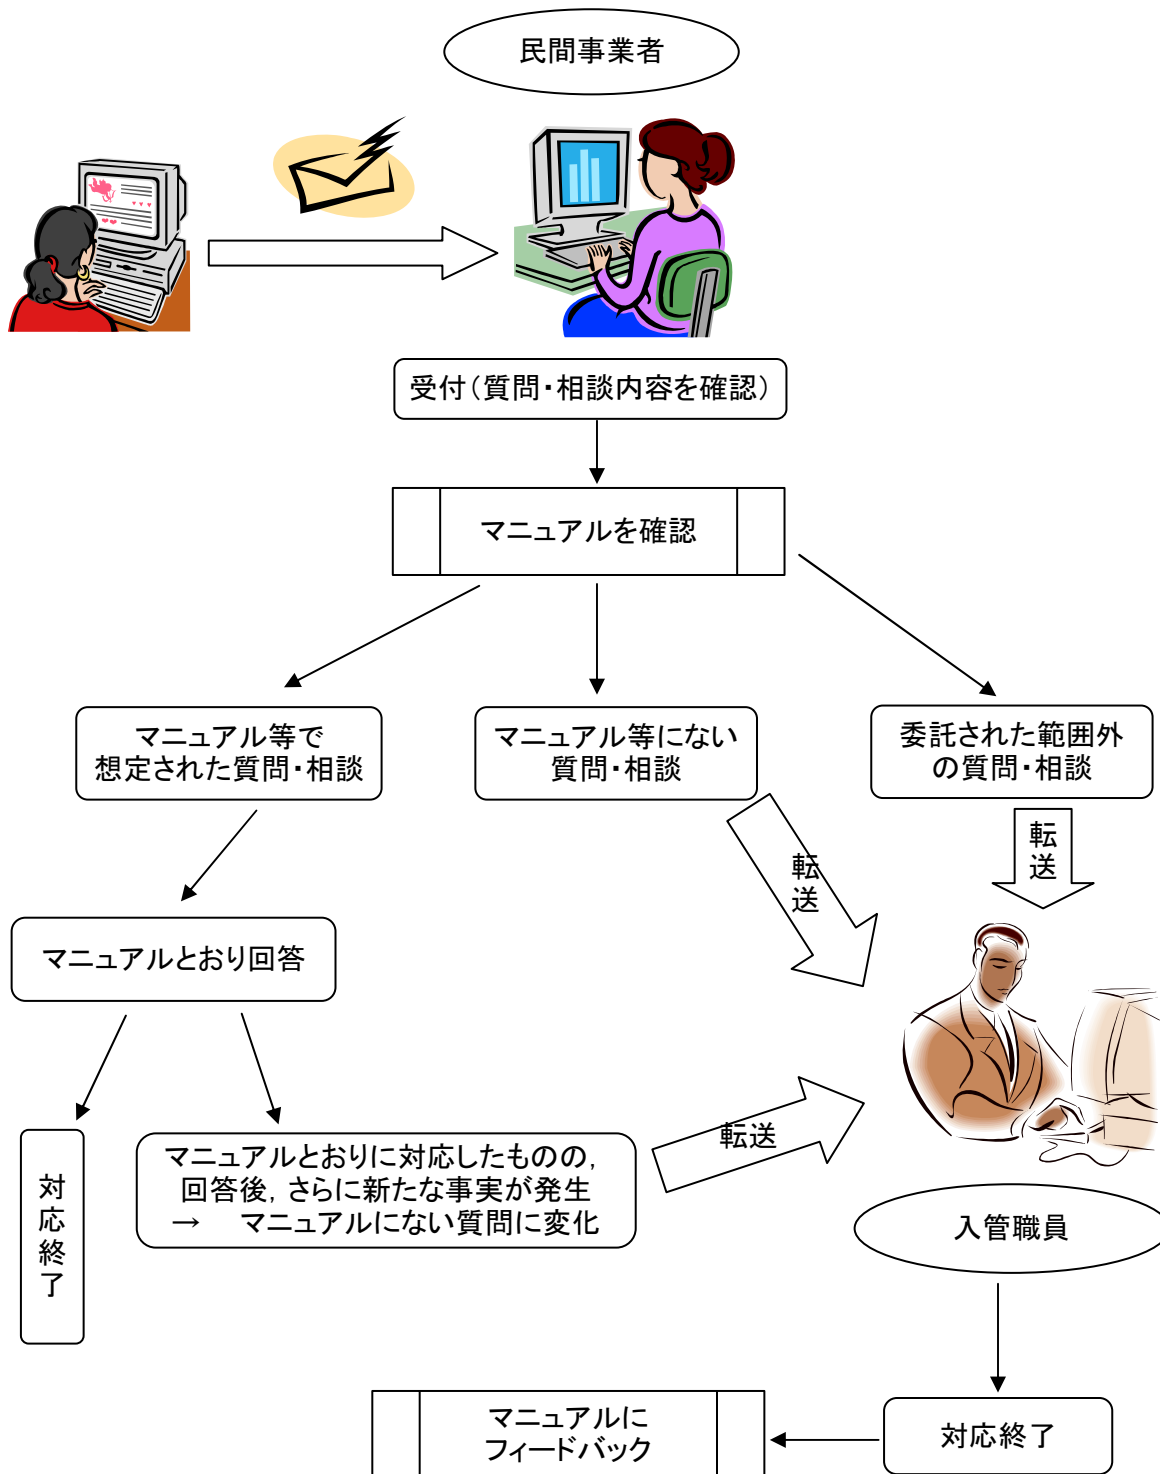 民間事業者
受付（質問・相談内容を確認）
マニュアルを確認
マニュアル等で
想定された質問・相談
マニュアル等にない
質問・相談
委託された範囲外
の質問・相談
転送
転送
マニュアルとおり回答
転送
対応終了
マニュアルとおりに対応したものの，
回答後，さらに新たな事実が発生
→　マニュアルにない質問に変化
入管職員
マニュアルに
フィードバック
対応終了